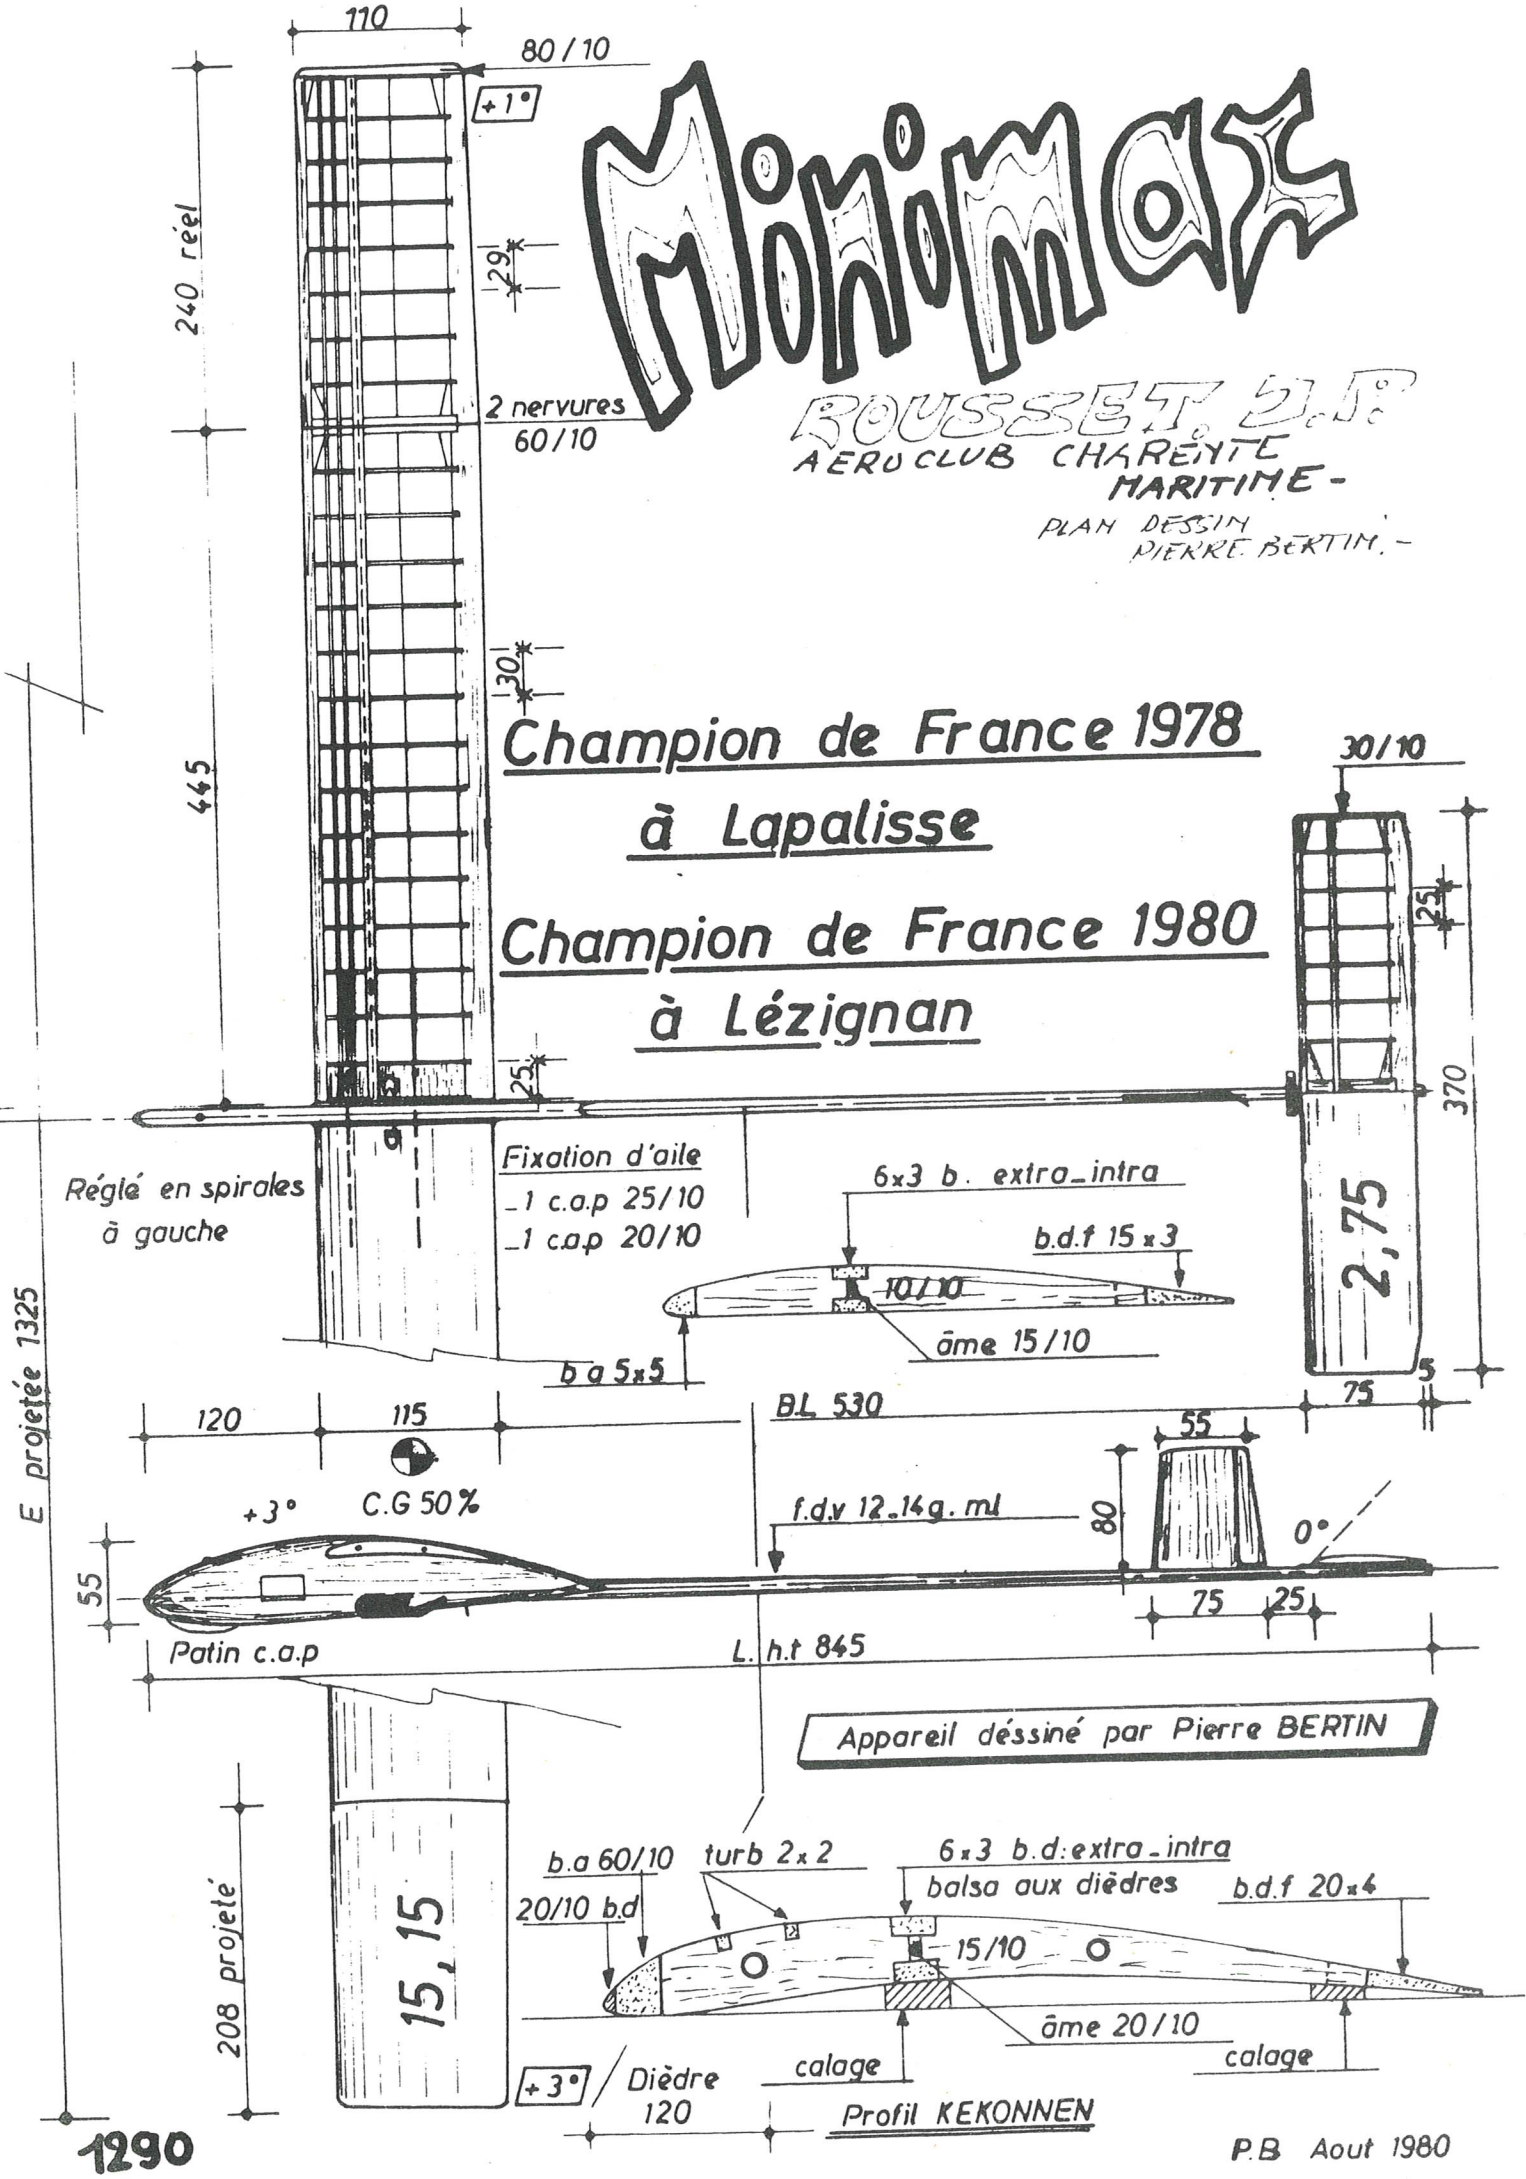 110
80/10
+1°
Minimax
240 réel
29
ROUSSET. J.P.
2 nervures
60/10
AEROCLUB CHARENTE
MARITIME -
PLAN DESSIN
PIERRE BERTIN. -
30
Champion de France 1978
à Lapalisse
445
30/10
25
Champion de France 1980
à Lézignan
25
370
Fixation d'aile
_1 c.a.p 25/10
_1 c.a.p 20/10
Réglé en spirales
à gauche
6x3 b. extra_intra
b.d.f 15x3
10/10
âme 15/10
b a 5x5
2,75
E projetée 1325
120
115
B.L 530
75
5
55
+3°
C.G 50%
f.d.v 12_14g. ml
80
0°
55
75
25
Patin c.a.p
L. h.t 845
Appareil déssiné par Pierre BERTIN
208 projeté
15,15
b.a 60/10
turb 2x2
6x3 b.d:extra_intra
balsa aux dièdres
b.d.f 20x4
20/10 b.d
15/10
âme 20/10
calage
calage
+3°
Dièdre
120
Profil KEKONNEN
1290
P.B Aout 1980